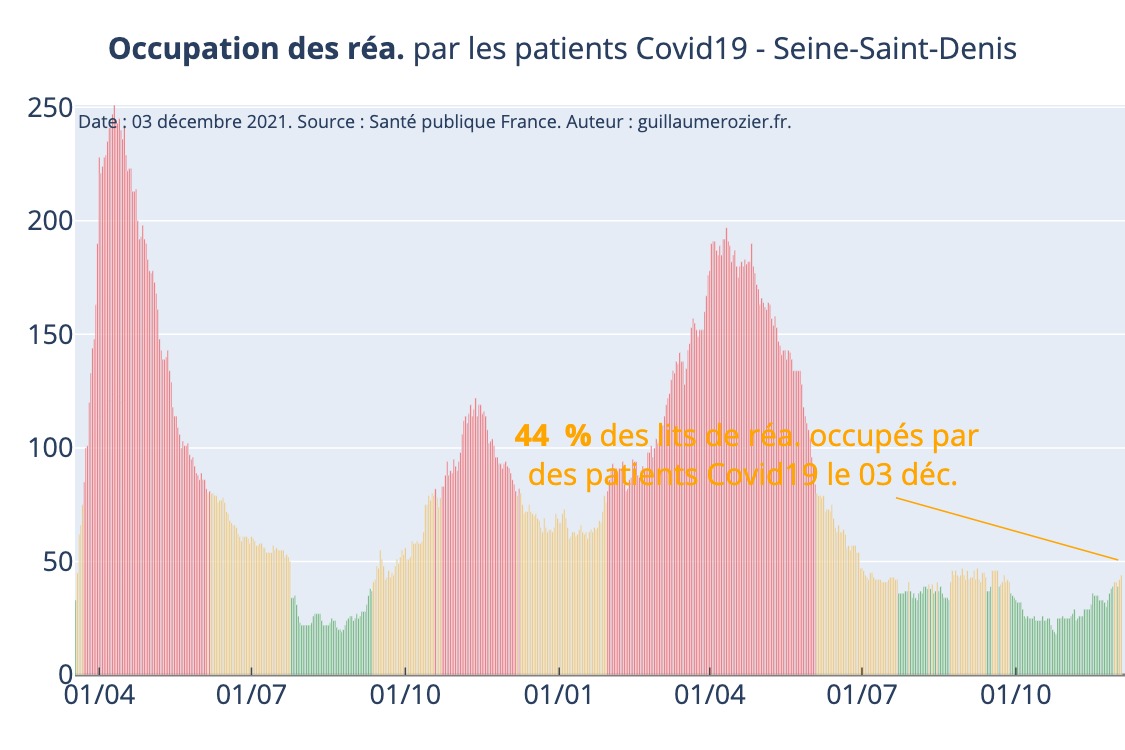 Occupation des réa. par les patients Covid19 - Seine-Saint-Denis
250
Date : 03 décembre 2021. Source : Santé publique France. Auteur : guillaumerozier.fr.
200
150
44 % des lits de réa. occupés par
100
des patients Covid19 le 03 déc.
50
0
01/04 01/07 01/10 01/01 01/04 01/07 01/10